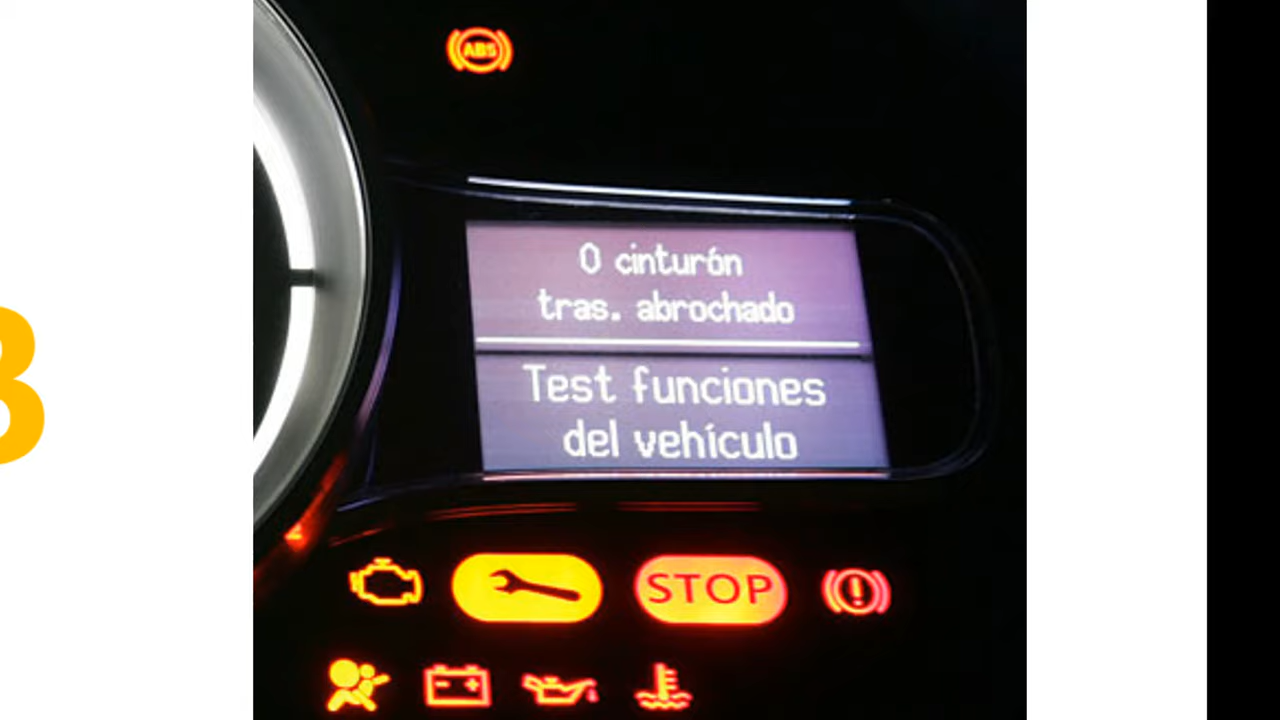 ABS
0 cinturón
tras. abrochado
Test funciones
del vehículo
STOP